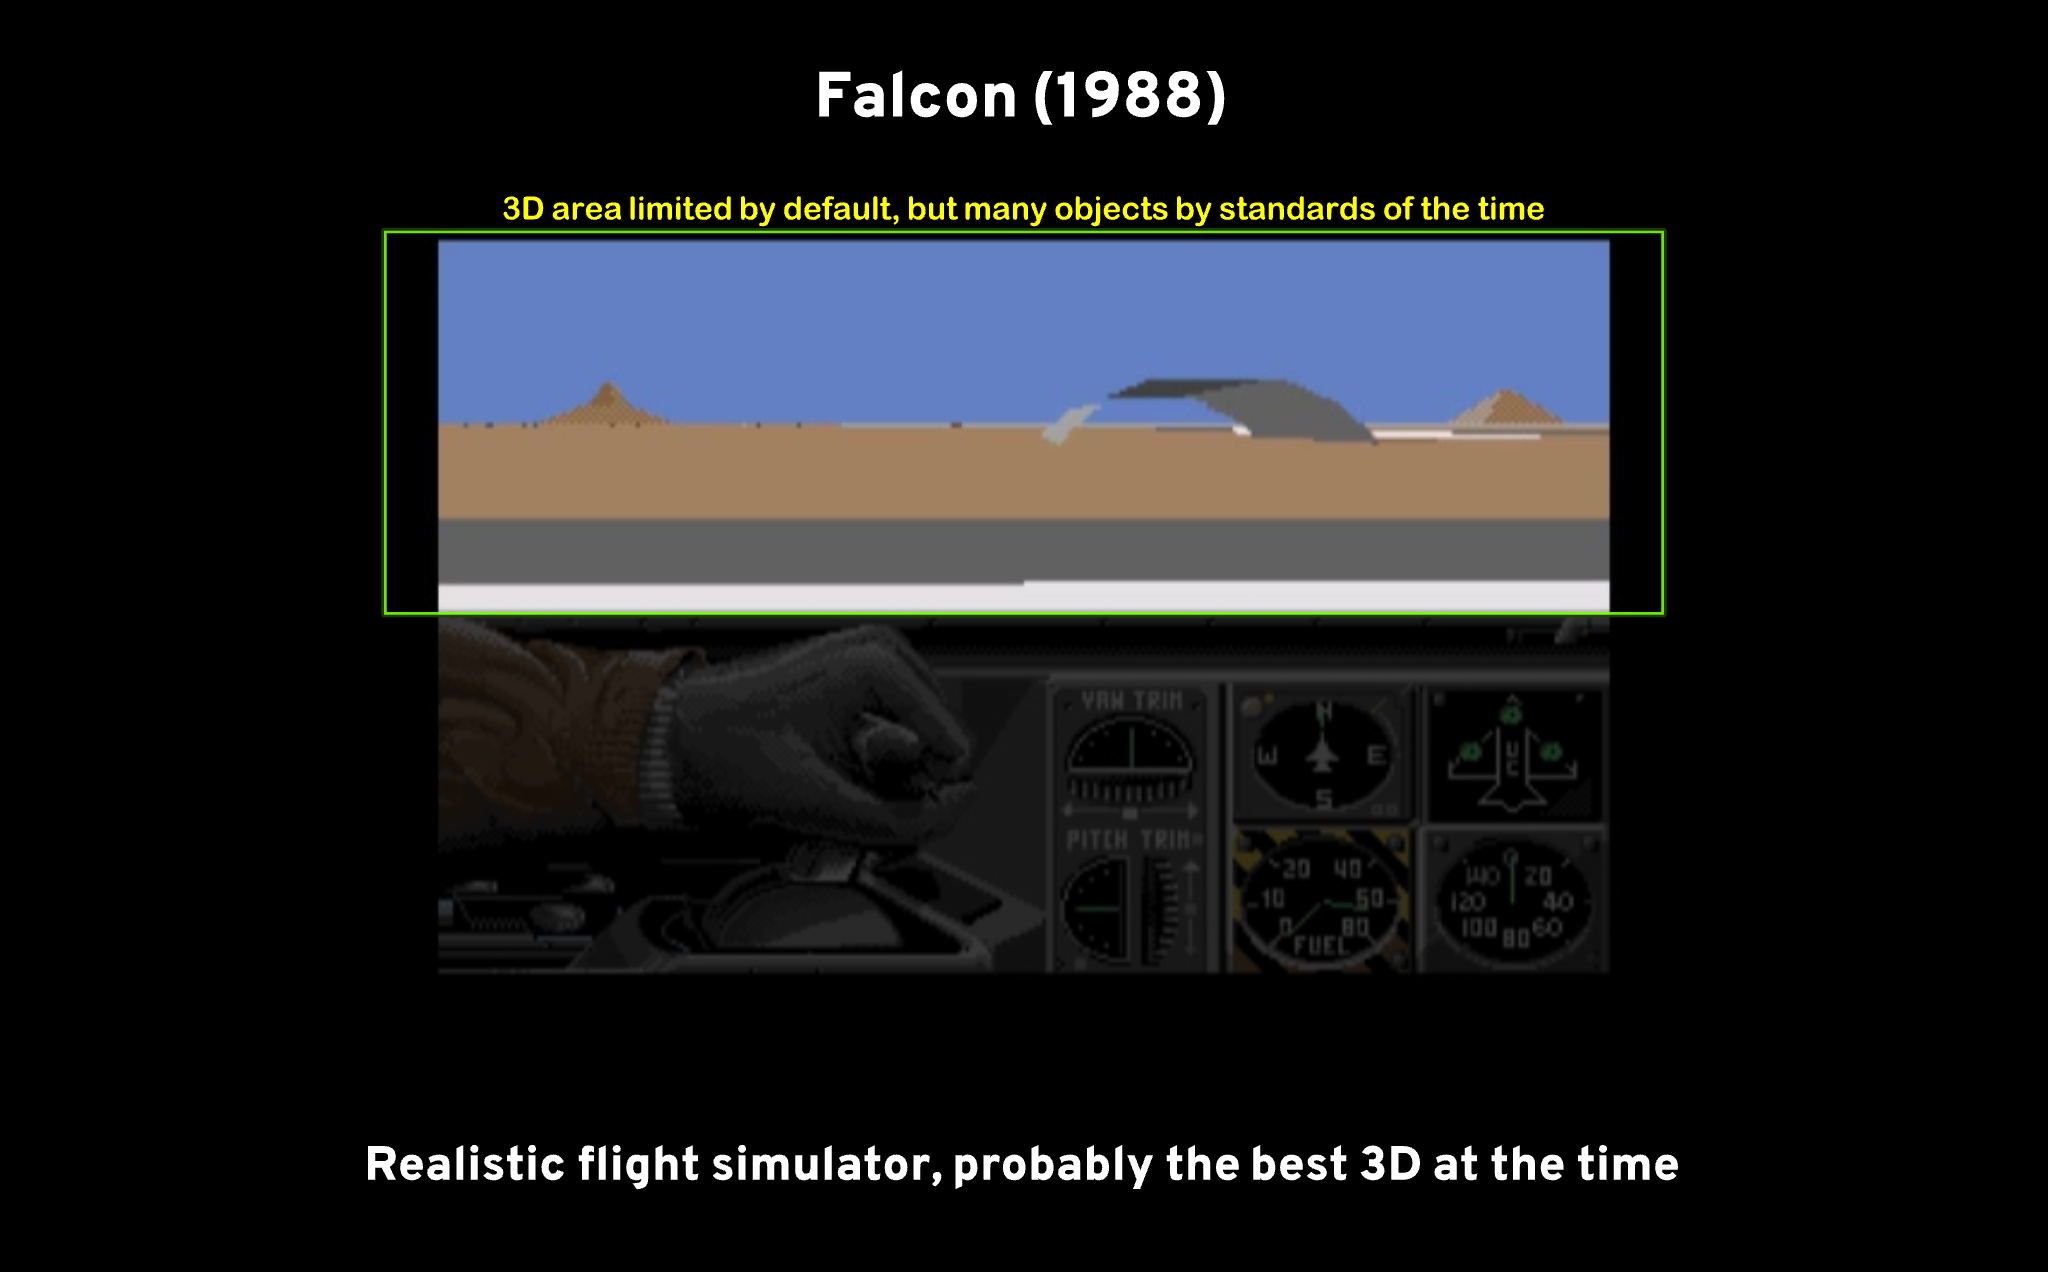 Falcon (1988)
3D area limited by default, but many objects by standards of the time
YAW TRIM
N
W E
S
PITCH TRIM
20 40
10 60
0 80
FUEL
0
140 20
120 40
100 80 60
Realistic flight simulator, probably the best 3D at the time